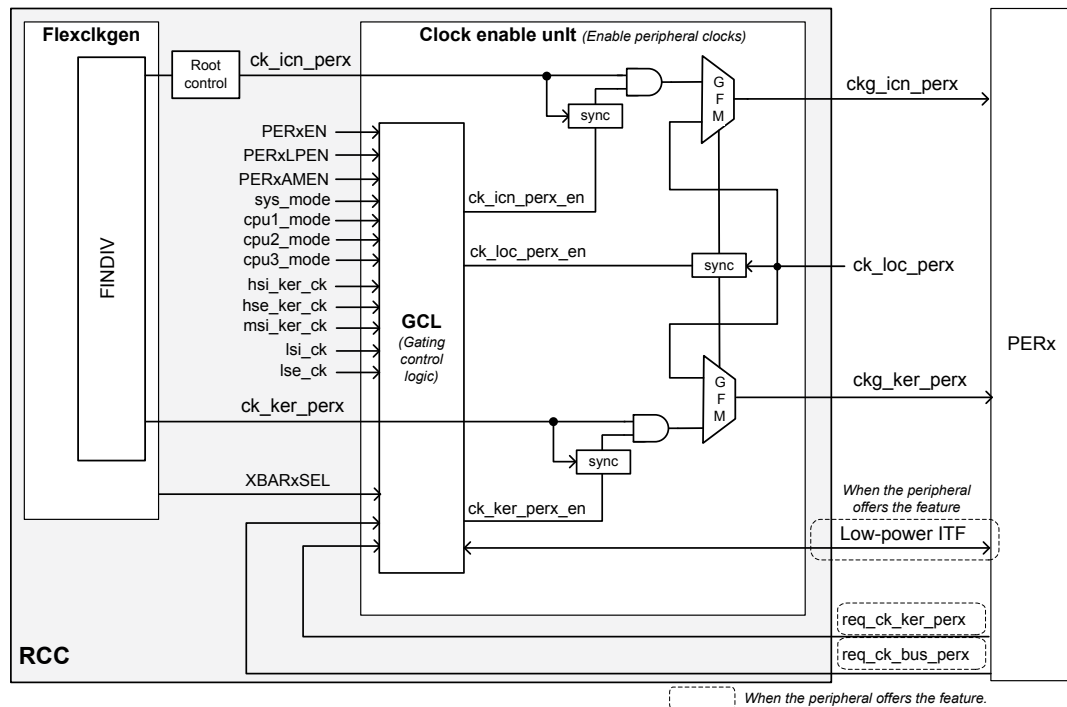 Flexclkgen
Clock enable unIt (Enable peripheral clocks)
Root
control
ck_icn_perx
G
F
M
ckg_icn_perx
sync
PERxEN
PERxLPEN
PERxAMEN
sys_mode
cpu1_mode
cpu2_mode
cpu3_mode
hsi_ker_ck
hse_ker_ck
msi_ker_ck
lsi_ck
lse_ck
FINDIV
GCL
(Gating
control
logic)
ck_icn_perx_en
ck_loc_perx_en
sync
ck_loc_perx
PERx
ck_ker_perx
G
F
M
ckg_ker_perx
sync
XBARxSEL
ck_ker_perx_en
When the peripheral
offers the feature
Low-power ITF
req_ck_ker_perx
req_ck_bus_perx
RCC
When the peripheral offers the feature.